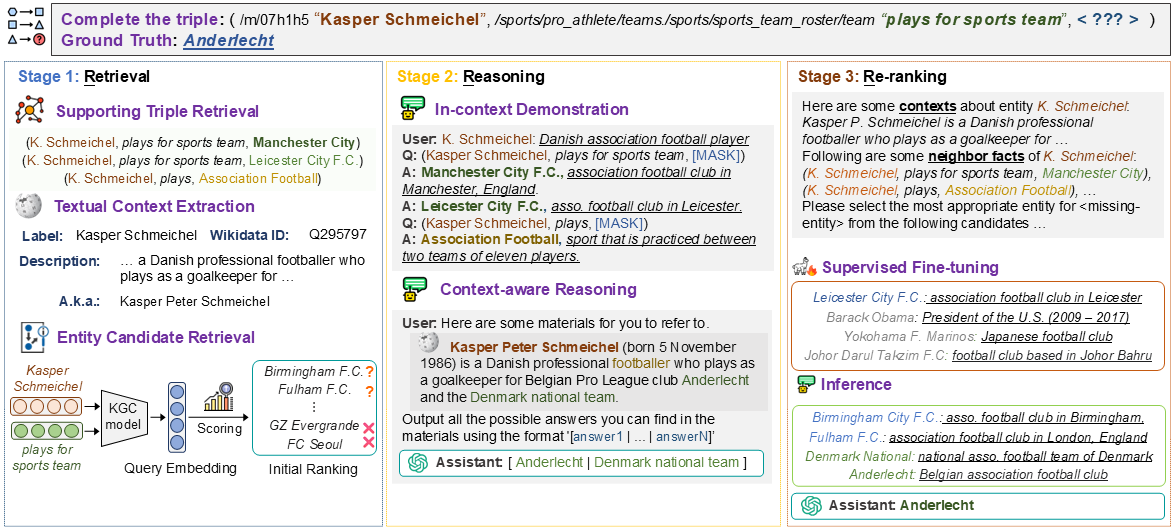 Complete the triple: ( /m/07h1h5 “Kasper Schmeichel”, /sports/pro_athlete/teams./sports/sports_team_roster/team “plays for sports team”, < ??? > )
Ground Truth: Anderlecht
Stage 1: Retrieval
Supporting Triple Retrieval
(K. Schmeichel, plays for sports team, Manchester City)
(K. Schmeichel, plays for sports team, Leicester City F.C.)
(K. Schmeichel, plays, Association Football)
Textual Context Extraction
Label: Kasper Schmeichel Wikidata ID: Q295797
Description: … a Danish professional footballer who
plays as a goalkeeper for …
A.k.a.: Kasper Peter Schmeichel
Entity Candidate Retrieval
Kasper
Schmeichel
plays for
sports team
KGC
model
Query Embedding
Scoring
Birmingham F.C. ?
Fulham F.C. ?
⋮
GZ Evergrande
FC Seoul
Initial Ranking
Stage 2: Reasoning
In-context Demonstration
User: K. Schmeichel: Danish association football player
Q: (Kasper Schmeichel, plays for sports team, [MASK])
A: Manchester City F.C., association football club in
Manchester, England.
A: Leicester City F.C., asso. football club in Leicester.
Q: (Kasper Schmeichel, plays, [MASK])
A: Association Football, sport that is practiced between
two teams of eleven players.
Context-aware Reasoning
User: Here are some materials for you to refer to.
Kasper Peter Schmeichel (born 5 November
1986) is a Danish professional footballer who plays as
a goalkeeper for Belgian Pro League club Anderlecht
and the Denmark national team.
Output all the possible answers you can find in the
materials using the format '[answer1 | … | answerN]'
Assistant: [ Anderlecht | Denmark national team ]
Stage 3: Re-ranking
Here are some contexts about entity K. Schmeichel:
Kasper P. Schmeichel is a Danish professional
footballer who plays as a goalkeeper for …
Following are some neighbor facts of K. Schmeichel:
(K. Schmeichel, plays for sports team, Manchester City),
(K. Schmeichel, plays, Association Football), …
Please select the most appropriate entity for <missing-
entity> from the following candidates …
Supervised Fine-tuning
Leicester City F.C.: association football club in Leicester
Barack Obama: President of the U.S. (2009 – 2017)
Yokohama F. Marinos: Japanese football club
Johor Darul Takzim F.C: football club based in Johor Bahru
Inference
Birmingham City F.C.: asso. football club in Birmingham,
Fulham F.C.: association football club in London, England
Denmark National: national asso. football team of Denmark
Anderlecht: Belgian association football club
Assistant: Anderlecht